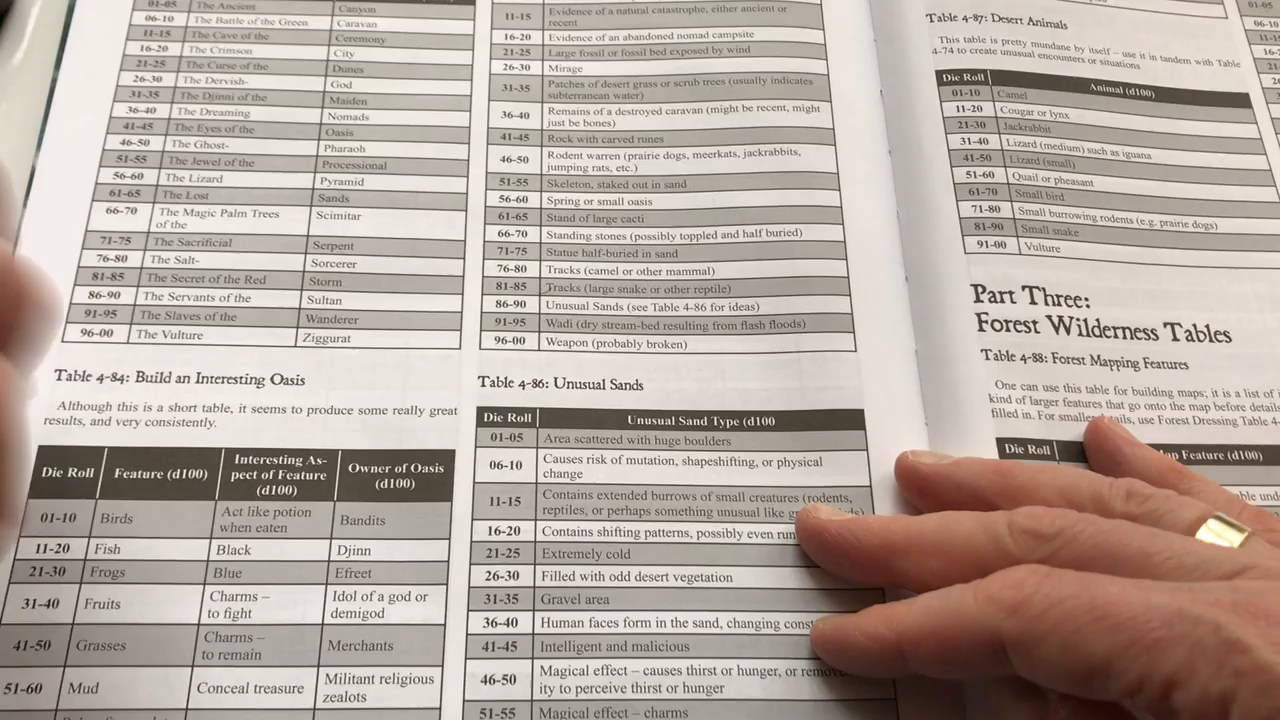 01-05 The Ancient Canyon
06-10 The Battle of the Green Caravan
11-15 The Cave of the Ceremony
16-20 The Crimson City
21-25 The Curse of the Dunes
26-30 The Dervish- God
31-35 The Djinni of the Maiden
36-40 The Dreaming Nomads
41-45 The Eyes of the Oasis
46-50 The Ghost- Pharaoh
51-55 The Jewel of the Processional
56-60 The Lizard Pyramid
61-65 The Lost Sands
66-70 The Magic Palm Trees Scimitar
of the
71-75 The Sacrificial Serpent
76-80 The Salt- Sorcerer
81-85 The Secret of the Red Storm
86-90 The Servants of the Sultan
91-95 The Slaves of the Wanderer
96-00 The Vulture Ziggurat
Table 4-84: Build an Interesting Oasis
Although this is a short table, it seems to produce some really great
results, and very consistently.
Die Roll Feature (d100) Interesting As-
pect of Feature
(d100) Owner of Oasis
(d100)
01-10 Birds Act like potion
when eaten Bandits
11-20 Fish Black Djinn
21-30 Frogs Blue Efreet
31-40 Fruits Charms –
to fight Idol of a god or
demigod
41-50 Grasses Charms –
to remain Merchants
51-60 Mud Conceal treasure Militant religious
zealots
11-15 Evidence of a natural catastrophe, either ancient or
recent
16-20 Evidence of an abandoned nomad campsite
21-25 Large fossil or fossil bed exposed by wind
26-30 Mirage
31-35 Patches of desert grass or scrub trees (usually indicates
subterranean water)
36-40 Remains of a destroyed caravan (might be recent, might
just be bones)
41-45 Rock with carved runes
46-50 Rodent warren (prairie dogs, meerkats, jackrabbits,
jumping rats, etc.)
51-55 Skeleton, staked out in sand
56-60 Spring or small oasis
61-65 Stand of large cacti
66-70 Standing stones (possibly toppled and half buried)
71-75 Statue half-buried in sand
76-80 Tracks (camel or other mammal)
81-85 Tracks (large snake or other reptile)
86-90 Unusual Sands (see Table 4-86 for ideas)
91-95 Wadi (dry stream-bed resulting from flash floods)
96-00 Weapon (probably broken)
Table 4-86: Unusual Sands
Die Roll Unusual Sand Type (d100
01-05 Area scattered with huge boulders
06-10 Causes risk of mutation, shapeshifting, or physical
change
11-15 Contains extended burrows of small creatures (rodents,
reptiles, or perhaps something unusual like
16-20 Contains shifting patterns, possibly even
21-25 Extremely cold
26-30 Filled with odd desert vegetation
31-35 Gravel area
36-40 Human faces form in the sand, changing
41-45 Intelligent and malicious
46-50 Magical effect – causes thirst or hunger, or
ity to perceive thirst or hunger
51-55 Magical effect – charms
Table 4-87: Desert Animals
This table is pretty mundane by itself – use it in tandem with Table
4-74 to create unusual encounters or situations
Die Roll Animal (d100)
01-10 Camel
11-20 Cougar or lynx
21-30 Jackrabbit
31-40 Lizard (medium) such as iguana
41-50 Lizard (small)
51-60 Quail or pheasant
61-70 Small bird
71-80 Small burrowing rodents (e.g. prairie dogs)
81-90 Small snake
91-00 Vulture
Part Three:
Forest Wilderness Tables
Table 4-88: Forest Mapping Features
One can use this table for building maps; it is a list of
kind of larger features that go onto the map before detail
filled in. For smaller use Forest Dressing Table 4-
Die Roll Feature (d100)
01-05
06-10